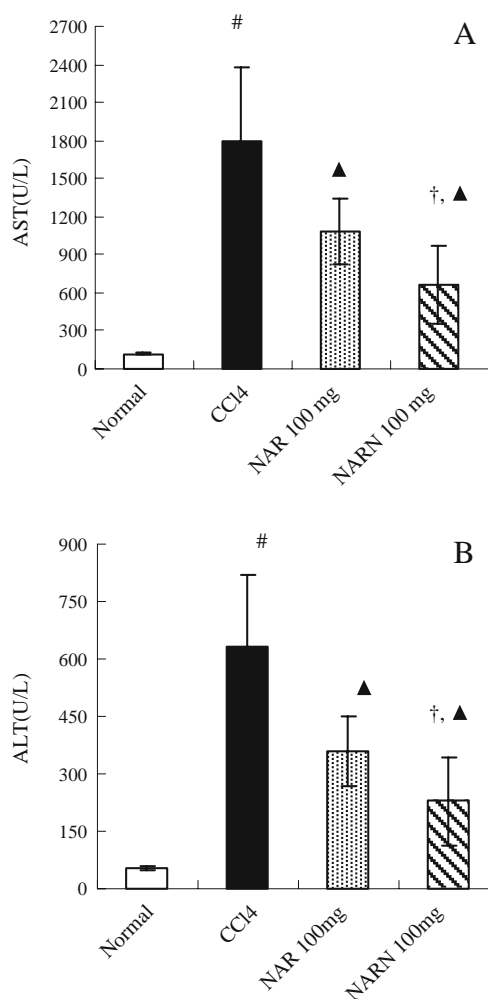 A
#
▲
†, ▲
AST(U/L)
2700
2400
2100
1800
1500
1200
900
600
300
0
Normal
CCl4
NAR 100 mg
NARN 100 mg
B
#
▲
†, ▲
ALT(U/L)
900
750
600
450
300
150
0
Normal
CCl4
NAR 100mg
NARN 100mg